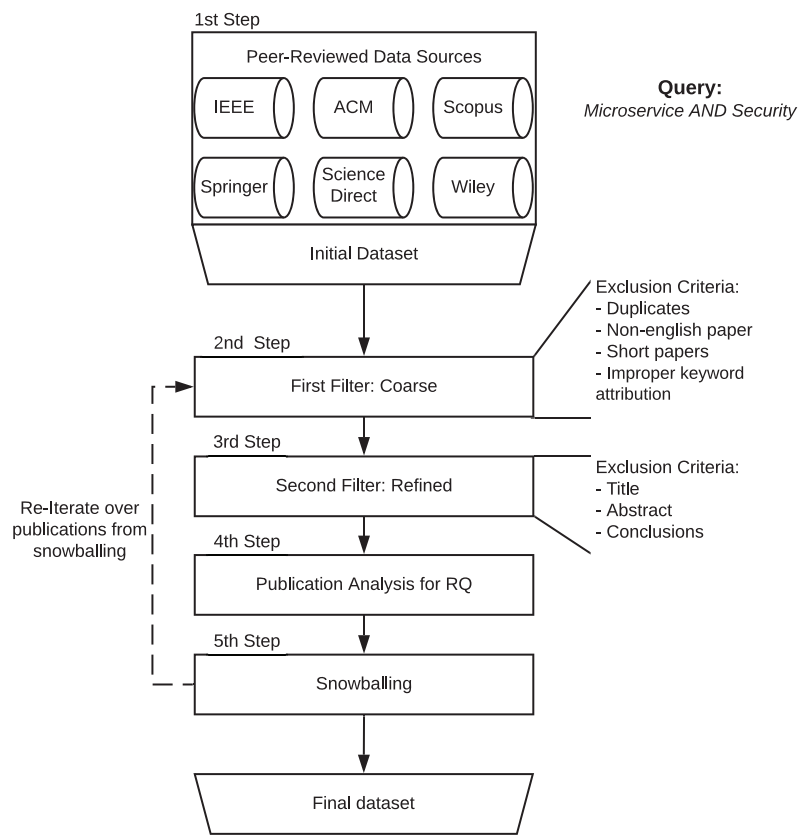 1st Step
Peer-Reviewed Data Sources
IEEE
ACM
Scopus
Springer
Science
Direct
Wiley
Initial Dataset
Query:
Microservice AND Security
Exclusion Criteria:
- Duplicates
- Non-english paper
- Short papers
- Improper keyword
attribution
2nd Step
First Filter: Coarse
3rd Step
Second Filter: Refined
Exclusion Criteria:
- Title
- Abstract
- Conclusions
Re-Iterate over
publications from
snowballing
4th Step
Publication Analysis for RQ
5th Step
Snowballing
Final dataset